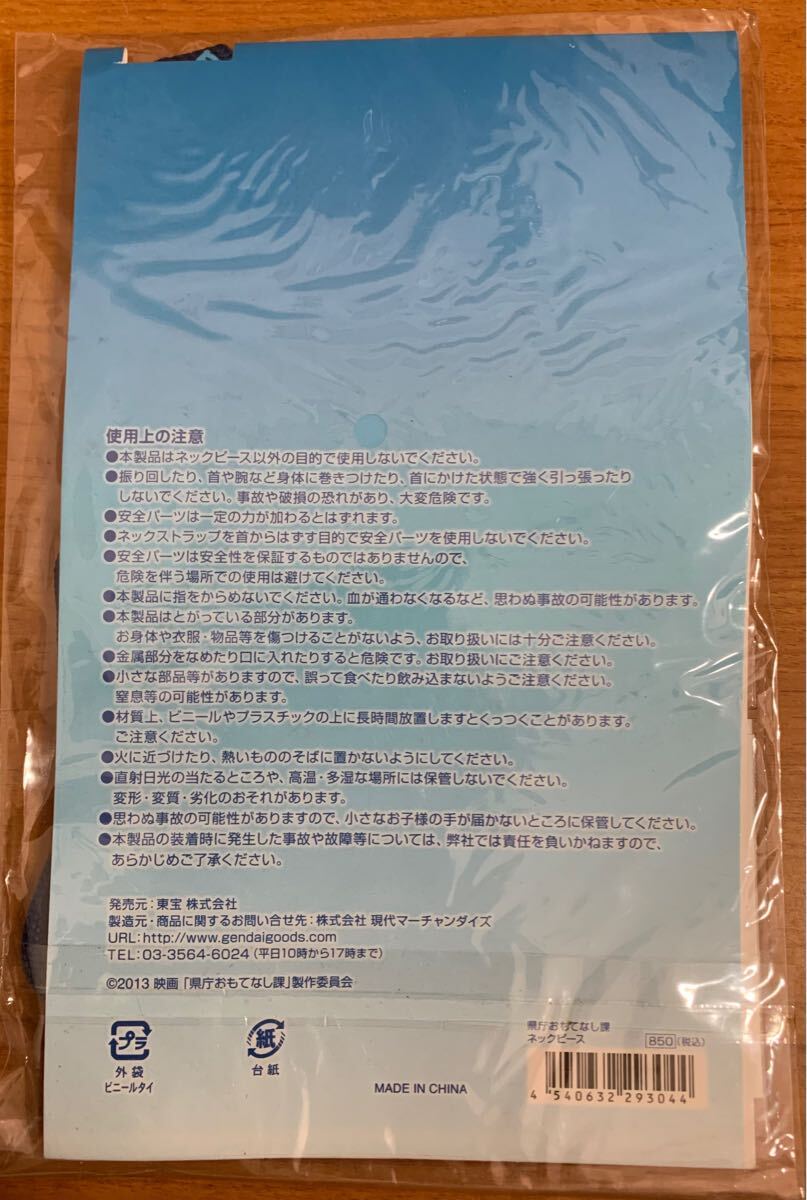 使用上の注意
●本製品はネックピース以外の目的で使用しないでください。
●振り回したり、首や腕など身体に巻きつけたり、首にかけた状態で強く引っ張ったり
しないでください。事故や破損の恐れがあり、大変危険です。
●安全パーツは一定の力が加わるとはずれます。
●ネックストラップを首からはずす目的で安全パーツを使用しないでください。
●安全パーツは安全性を保証するものではありませんので、
危険を伴う場所での使用は避けてください。
●本製品に指をからめないでください。血が通わなくなるなど、思わぬ事故の可能性があります。
●本製品はとがっている部分があります。
お身体や衣服・物品等を傷つけることがないよう、お取り扱いには十分ご注意ください。
●金属部分をなめたり口に入れたりすると危険です。お取り扱いにご注意ください。
●小さな部品等がありますので、誤って食べたり飲み込まないようご注意ください。
窒息等の可能性があります。
●材質上、ビニールやプラスチックの上に長時間放置しますとくっつくことがあります。
ご注意ください。
●火に近づけたり、熱いもののそばに置かないようにしてください。
●直射日光の当たるところや、高温・多湿な場所には保管しないでください。
変形・変質・劣化のおそれがあります。
●思わぬ事故の可能性がありますので、小さなお子様の手が届かないところに保管してください。
●本製品の装着時に発生した事故や故障等については、弊社では責任を負いかねますので、
あらかじめご了承ください。
発売元：東宝 株式会社
製造元・商品に関するお問い合せ先：株式会社 現代マーチャンダイズ
URL：http://www.gendaigoods.com
TEL：03-3564-6024（平日10時から17時まで）
©2013 映画「県庁おもてなし課」製作委員会
プラ
外袋
ビニールタイ
紙
台紙
MADE IN CHINA
県庁おもてなし課
ネックピース
850（税込）
4 540632 293044